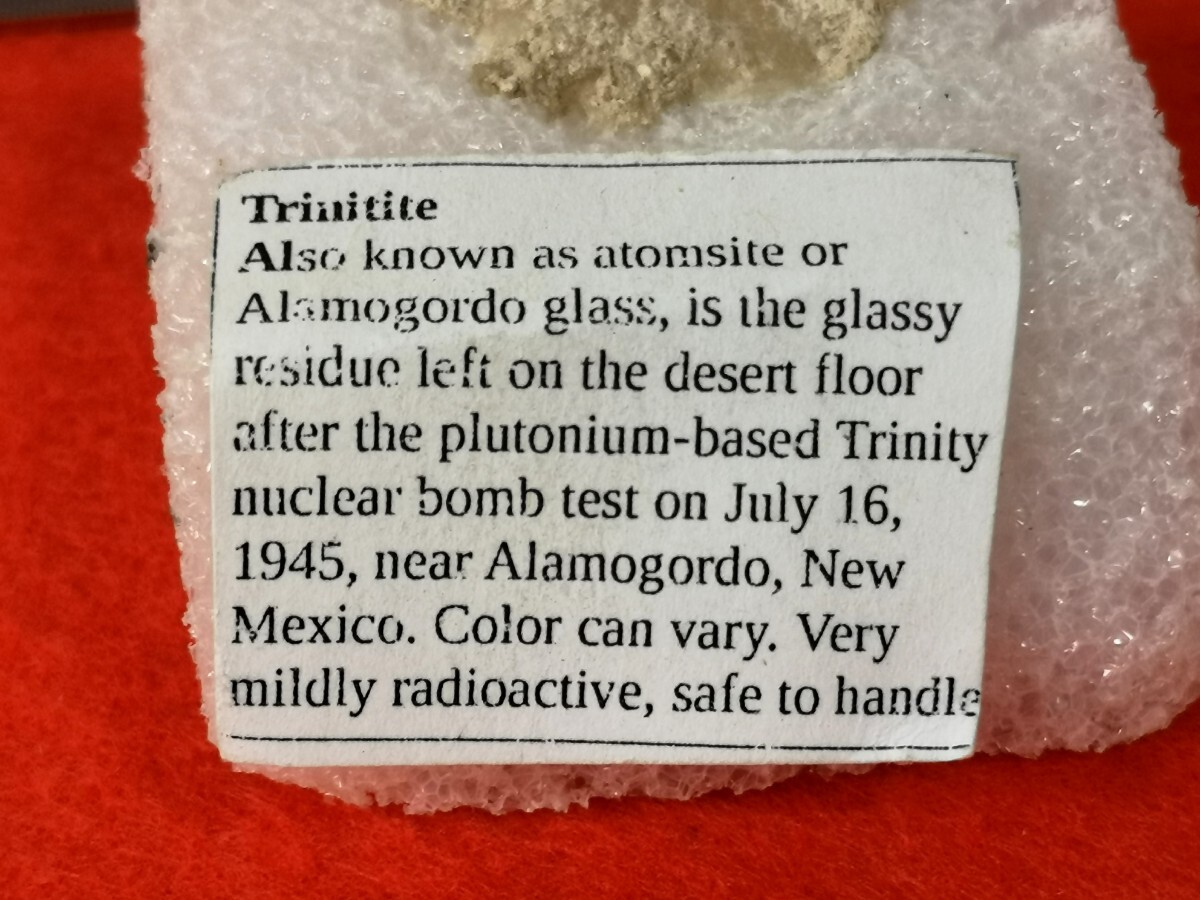 Trinitite
Also known as atomsite or
Alamogordo glass, is the glassy
residue left on the desert floor
after the plutonium-based Trinity
nuclear bomb test on July 16,
1945, near Alamogordo, New
Mexico. Color can vary. Very
mildly radioactive, safe to handle